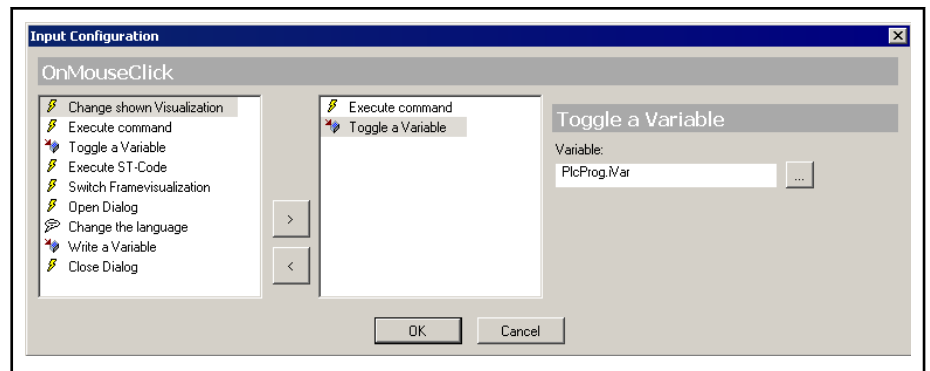 Input Configuration
OnMouseClick
Change shown Visualization
Execute command
Toggle a Variable
Execute ST-Code
Switch Framevisualization
Open Dialog
Change the language
Write a Variable
Close Dialog
>
<
Execute command
Toggle a Variable
Toggle a Variable
Variable:
PlcProg.iVar
...
OK
Cancel